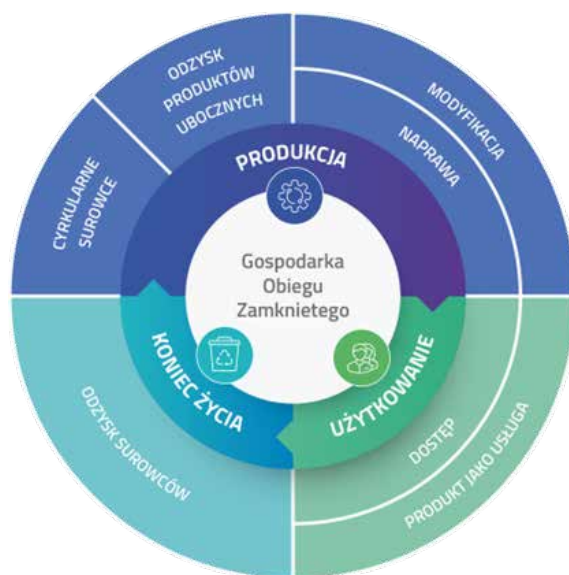 ODZYSK
PRODUKTÓW
UBOCZNYCH
MODYFIKACJA
NAPRAWA
CYRKULARNE
SUROWCE
PRODUKCJA
Gospodarka
Obiegu
Zamknietego
KONIEC ŻYCIA
UŻYTKOWANIE
ODZYSK SUROWCÓW
DOSTĘP
PRODUKT JAKO USŁUGA